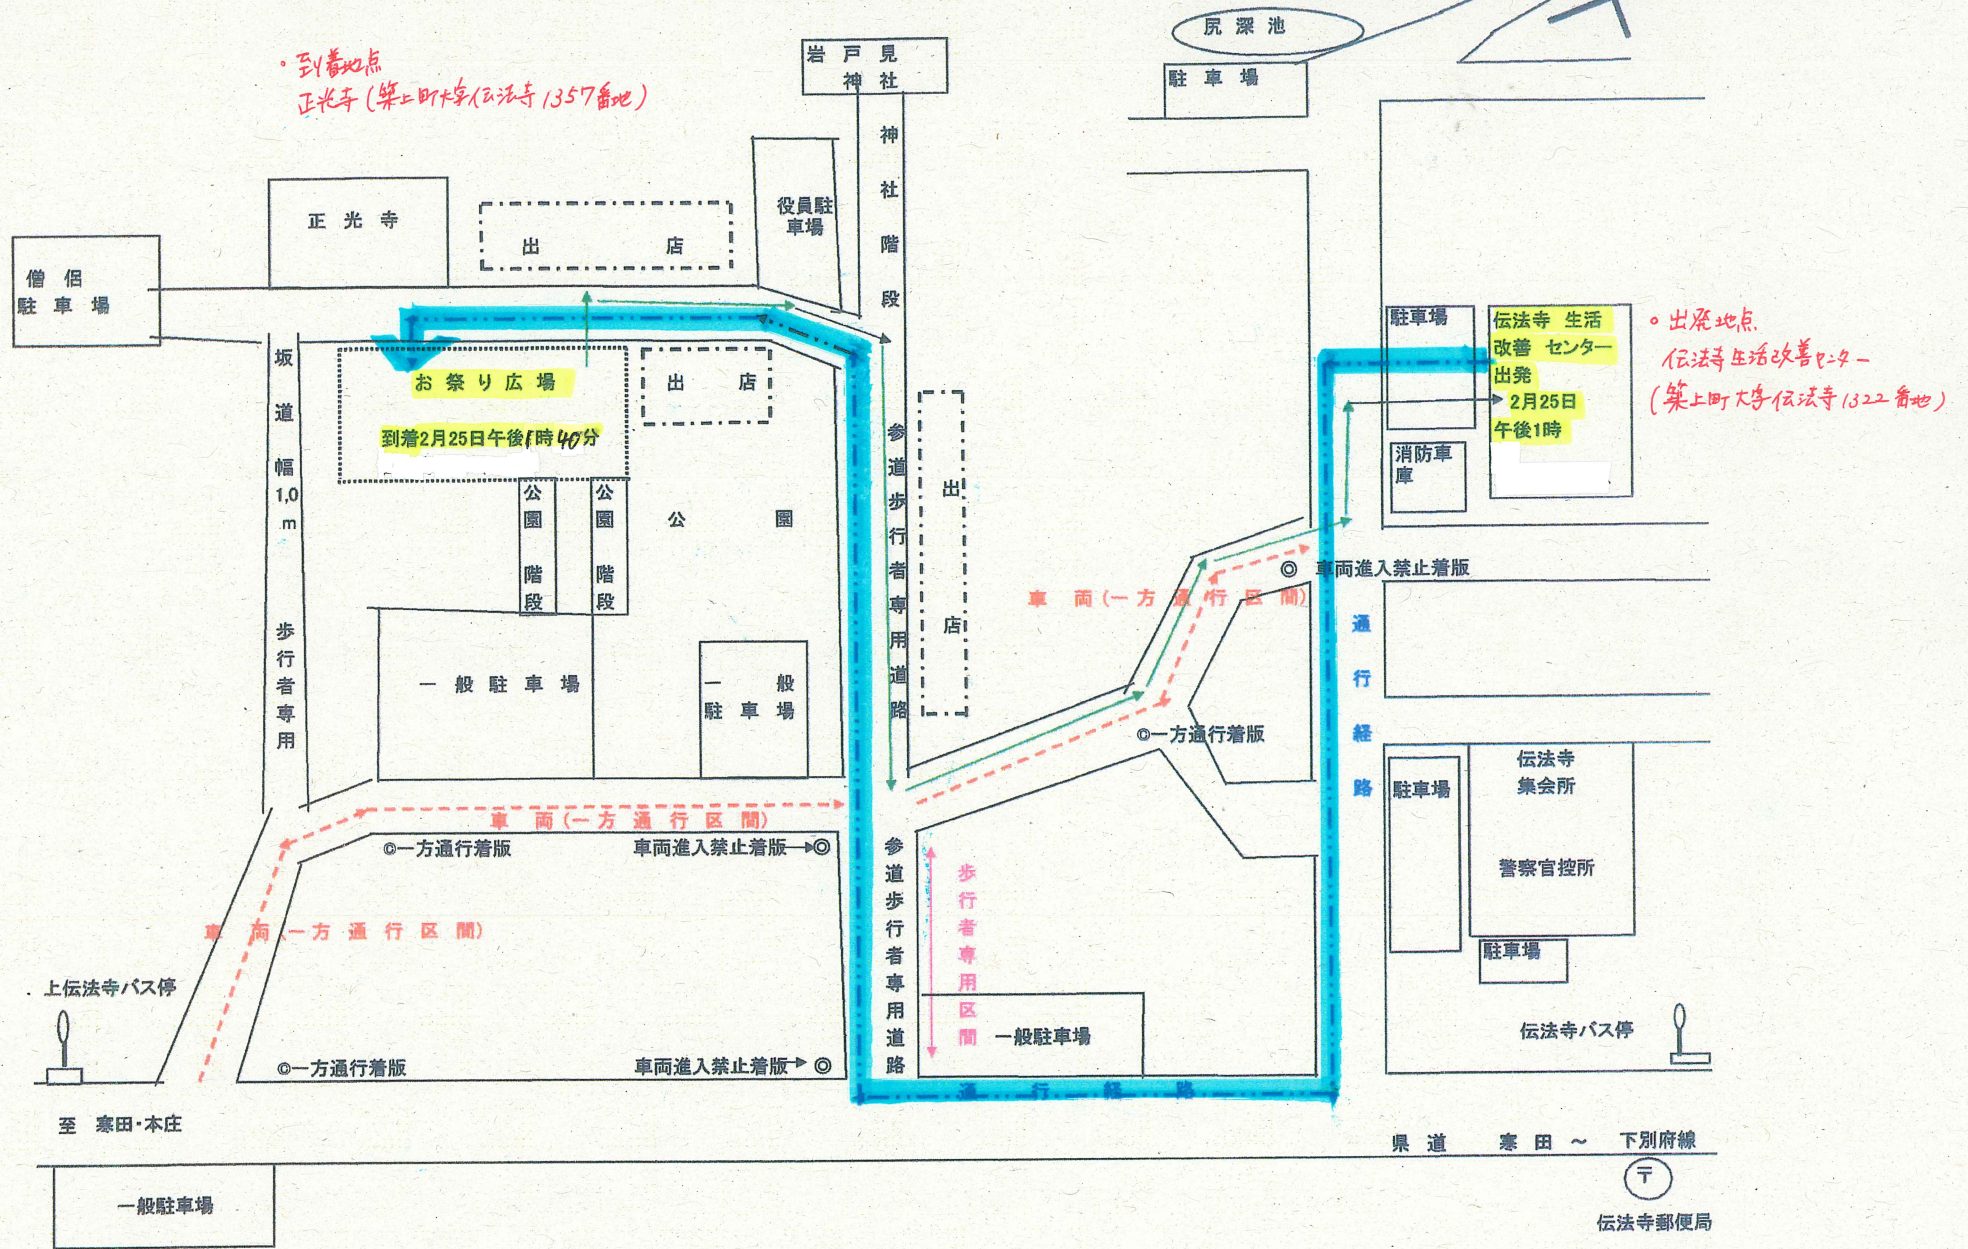 尻 深 池
駐 車 場
岩 戸 見
神 社
神 社 階 段
。到着地点
正光寺(築上町大字伝法寺1357番地)
正 光 寺
出 店
役員駐
車場
僧 侶
駐 車 場
お 祭 り 広 場
到着2月25日午後1時40分
出 店
坂 道 幅 1,0 m 歩 行 者 専 用
公園 階段
公園 階段
公 園
参道歩行者専用道路
出 店
駐車場
伝法寺 生活
改善 センター
出発
2月25日
午後1時
。出発地点
伝法寺生活改善センター
(築上町大字伝法寺1322番地)
消防車
庫
◎ 車両進入禁止着版
車 両(一方通行区間)
通 行 経 路
一 般 駐 車 場
一 般
駐 車 場
©一方通行着版
伝法寺
集会所
駐車場
警察官控所
駐車場
車 両(一方通行区間)
©一方通行着版
車両進入禁止着版→◎
参道歩行者専用道路
歩行者専用区間
車 両(一方通行区間)
上伝法寺バス停
一般駐車場
伝法寺バス停
©一方通行着版
車両進入禁止着版→◎
通 行 経 路
至 寒田・本庄
県 道 寒 田 ～ 下別府線
〒
伝法寺郵便局
一般駐車場